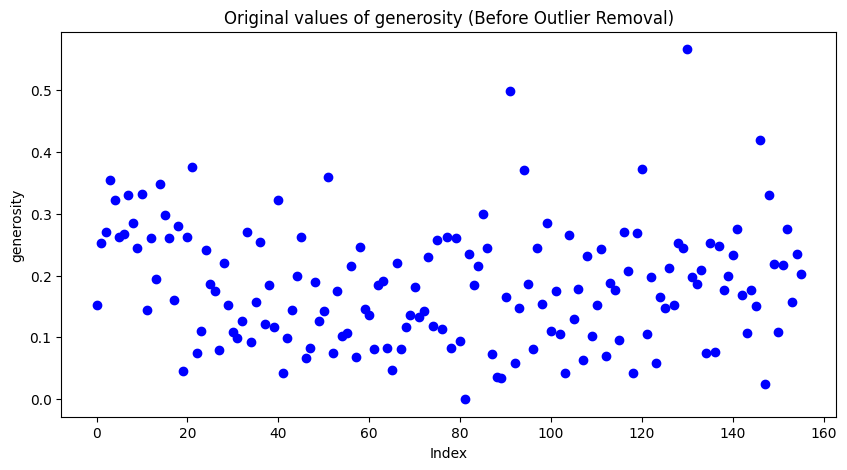 Original values of generosity (Before Outlier Removal)
generosity
0.5
0.4
0.3
0.2
0.1
0.0
0 20 40 60 80 100 120 140 160
Index